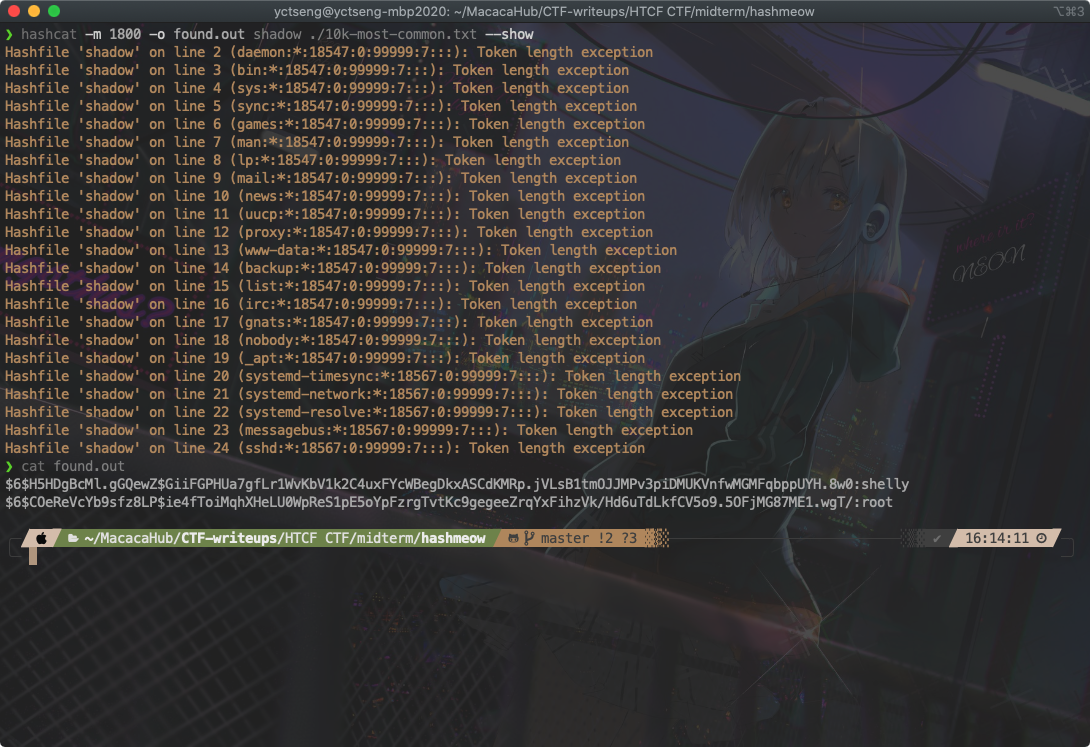 yctseng@yctseng-mbp2020: ~/MacacaHub/CTF-writeups/HTCF CTF/midterm/hashmeow
⌥⌘3
❯ hashcat -m 1800 -o found.out shadow ./10k-most-common.txt --show
Hashfile 'shadow' on line 2 (daemon:*:18547:0:99999:7:::): Token length exception
Hashfile 'shadow' on line 3 (bin:*:18547:0:99999:7:::): Token length exception
Hashfile 'shadow' on line 4 (sys:*:18547:0:99999:7:::): Token length exception
Hashfile 'shadow' on line 5 (sync:*:18547:0:99999:7:::): Token length exception
Hashfile 'shadow' on line 6 (games:*:18547:0:99999:7:::): Token length exception
Hashfile 'shadow' on line 7 (man:*:18547:0:99999:7:::): Token length exception
Hashfile 'shadow' on line 8 (lp:*:18547:0:99999:7:::): Token length exception
Hashfile 'shadow' on line 9 (mail:*:18547:0:99999:7:::): Token length exception
Hashfile 'shadow' on line 10 (news:*:18547:0:99999:7:::): Token length exception
Hashfile 'shadow' on line 11 (uucp:*:18547:0:99999:7:::): Token length exception
Hashfile 'shadow' on line 12 (proxy:*:18547:0:99999:7:::): Token length exception
Hashfile 'shadow' on line 13 (www-data:*:18547:0:99999:7:::): Token length exception
Hashfile 'shadow' on line 14 (backup:*:18547:0:99999:7:::): Token length exception
Hashfile 'shadow' on line 15 (list:*:18547:0:99999:7:::): Token length exception
Hashfile 'shadow' on line 16 (irc:*:18547:0:99999:7:::): Token length exception
Hashfile 'shadow' on line 17 (gnats:*:18547:0:99999:7:::): Token length exception
Hashfile 'shadow' on line 18 (nobody:*:18547:0:99999:7:::): Token length exception
Hashfile 'shadow' on line 19 (_apt:*:18547:0:99999:7:::): Token length exception
Hashfile 'shadow' on line 20 (systemd-timesync:*:18567:0:99999:7:::): Token length exception
Hashfile 'shadow' on line 21 (systemd-network:*:18567:0:99999:7:::): Token length exception
Hashfile 'shadow' on line 22 (systemd-resolve:*:18567:0:99999:7:::): Token length exception
Hashfile 'shadow' on line 23 (messagebus:*:18567:0:99999:7:::): Token length exception
Hashfile 'shadow' on line 24 (sshd:*:18567:0:99999:7:::): Token length exception
❯ cat found.out
$6$H5HDgBcMl.gGQewZ$GiiFGPHUa7gfLr1WvKbV1k2C4uxFYcWBegDkxASCdKMRp.jVLsB1tmOJJMPv3piDMUKVnfwMGMFqbppUYH.8w0:shelly
$6$COeReVcYb9sfz8LP$ie4fToiMqhXHeLU0WpReS1pE5oYpFzrgTvtKc9gegeeZrqYxFihzVk/Hd6uTdLkfCV5o9.5OFjMG87ME1.wgT/:root
~/MacacaHub/CTF-writeups/HTCF CTF/midterm/hashmeow master !2 ?3 ✔ 16:14:11
where is it
NEON